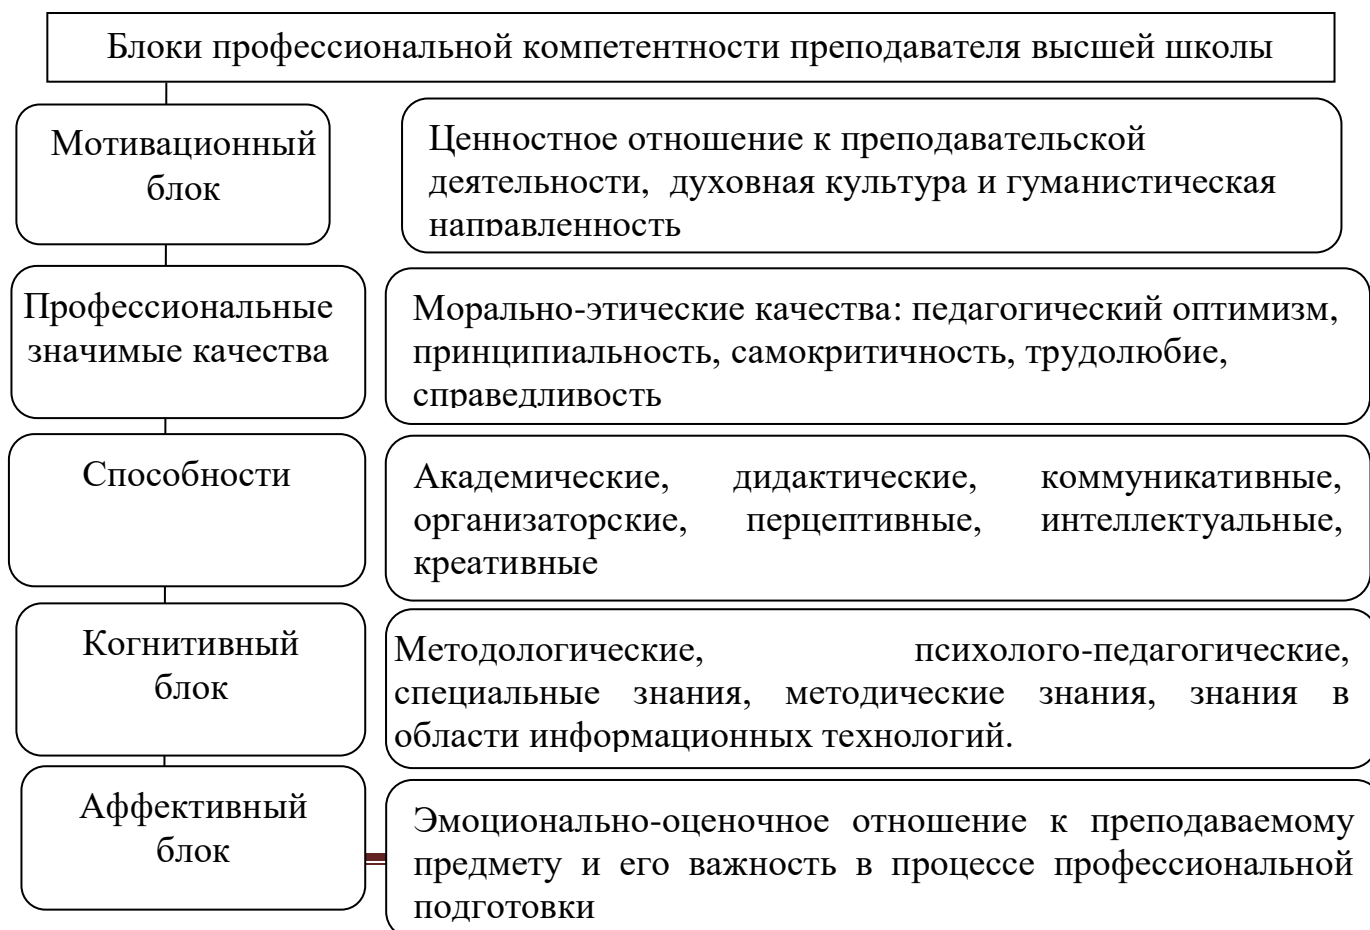 Блоки профессиональной компетентности преподавателя высшей школы
Мотивационный
блок
Ценностное отношение к преподавательской
деятельности, духовная культура и гуманистическая
направленность
Профессиональные
значимые качества
Морально-этические качества: педагогический оптимизм,
принципиальность, самокритичность, трудолюбие,
справедливость
Способности
Академические, дидактические, коммуникативные,
организаторские, перцептивные, интеллектуальные,
креативные
Когнитивный
блок
Методологические, психолого-педагогические,
специальные знания, методические знания, знания в
области информационных технологий.
Аффективный
блок
Эмоционально-оценочное отношение к преподаваемому
предмету и его важность в процессе профессиональной
подготовки